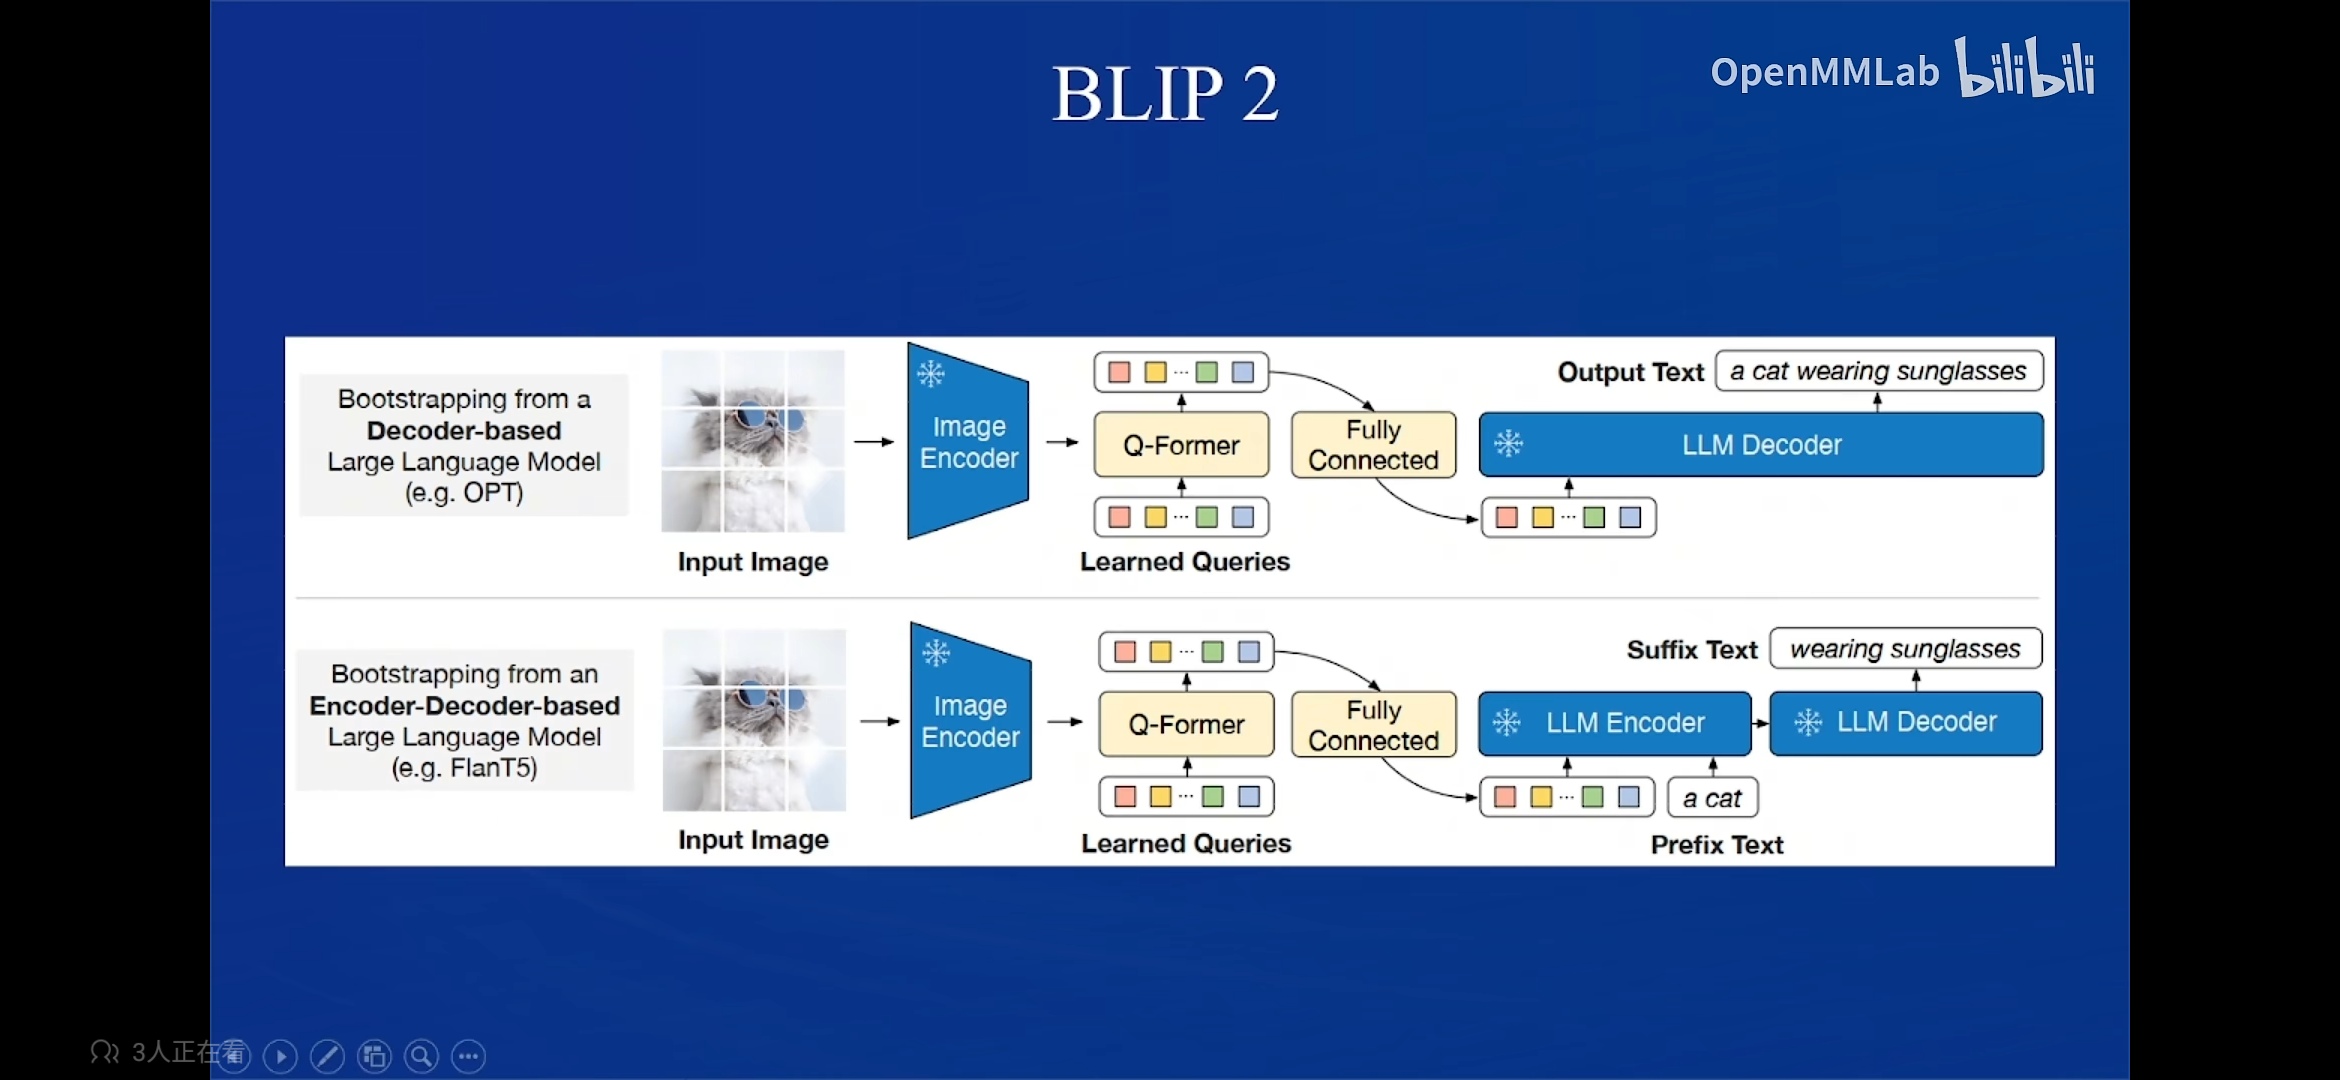 BLIP 2
OpenMMLab bilibili
Bootstrapping from a
Decoder-based
Large Language Model
(e.g. OPT)
Input Image
Image
Encoder
Q-Former
Learned Queries
Fully
Connected
Output Text
a cat wearing sunglasses
LLM Decoder
Bootstrapping from an
Encoder-Decoder-based
Large Language Model
(e.g. FlanT5)
Input Image
Image
Encoder
Q-Former
Learned Queries
Fully
Connected
Suffix Text
wearing sunglasses
LLM Encoder
LLM Decoder
a cat
Prefix Text
3人正在看